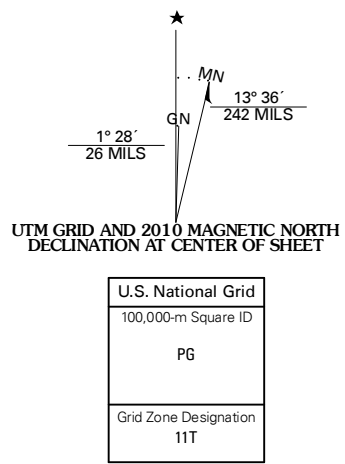 ★
MN
13° 36´
242 MILS
GN
1° 28´
26 MILS
UTM GRID AND 2010 MAGNETIC NORTH
DECLINATION AT CENTER OF SHEET
U.S. National Grid
100,000-m Square ID
PG
Grid Zone Designation
11T